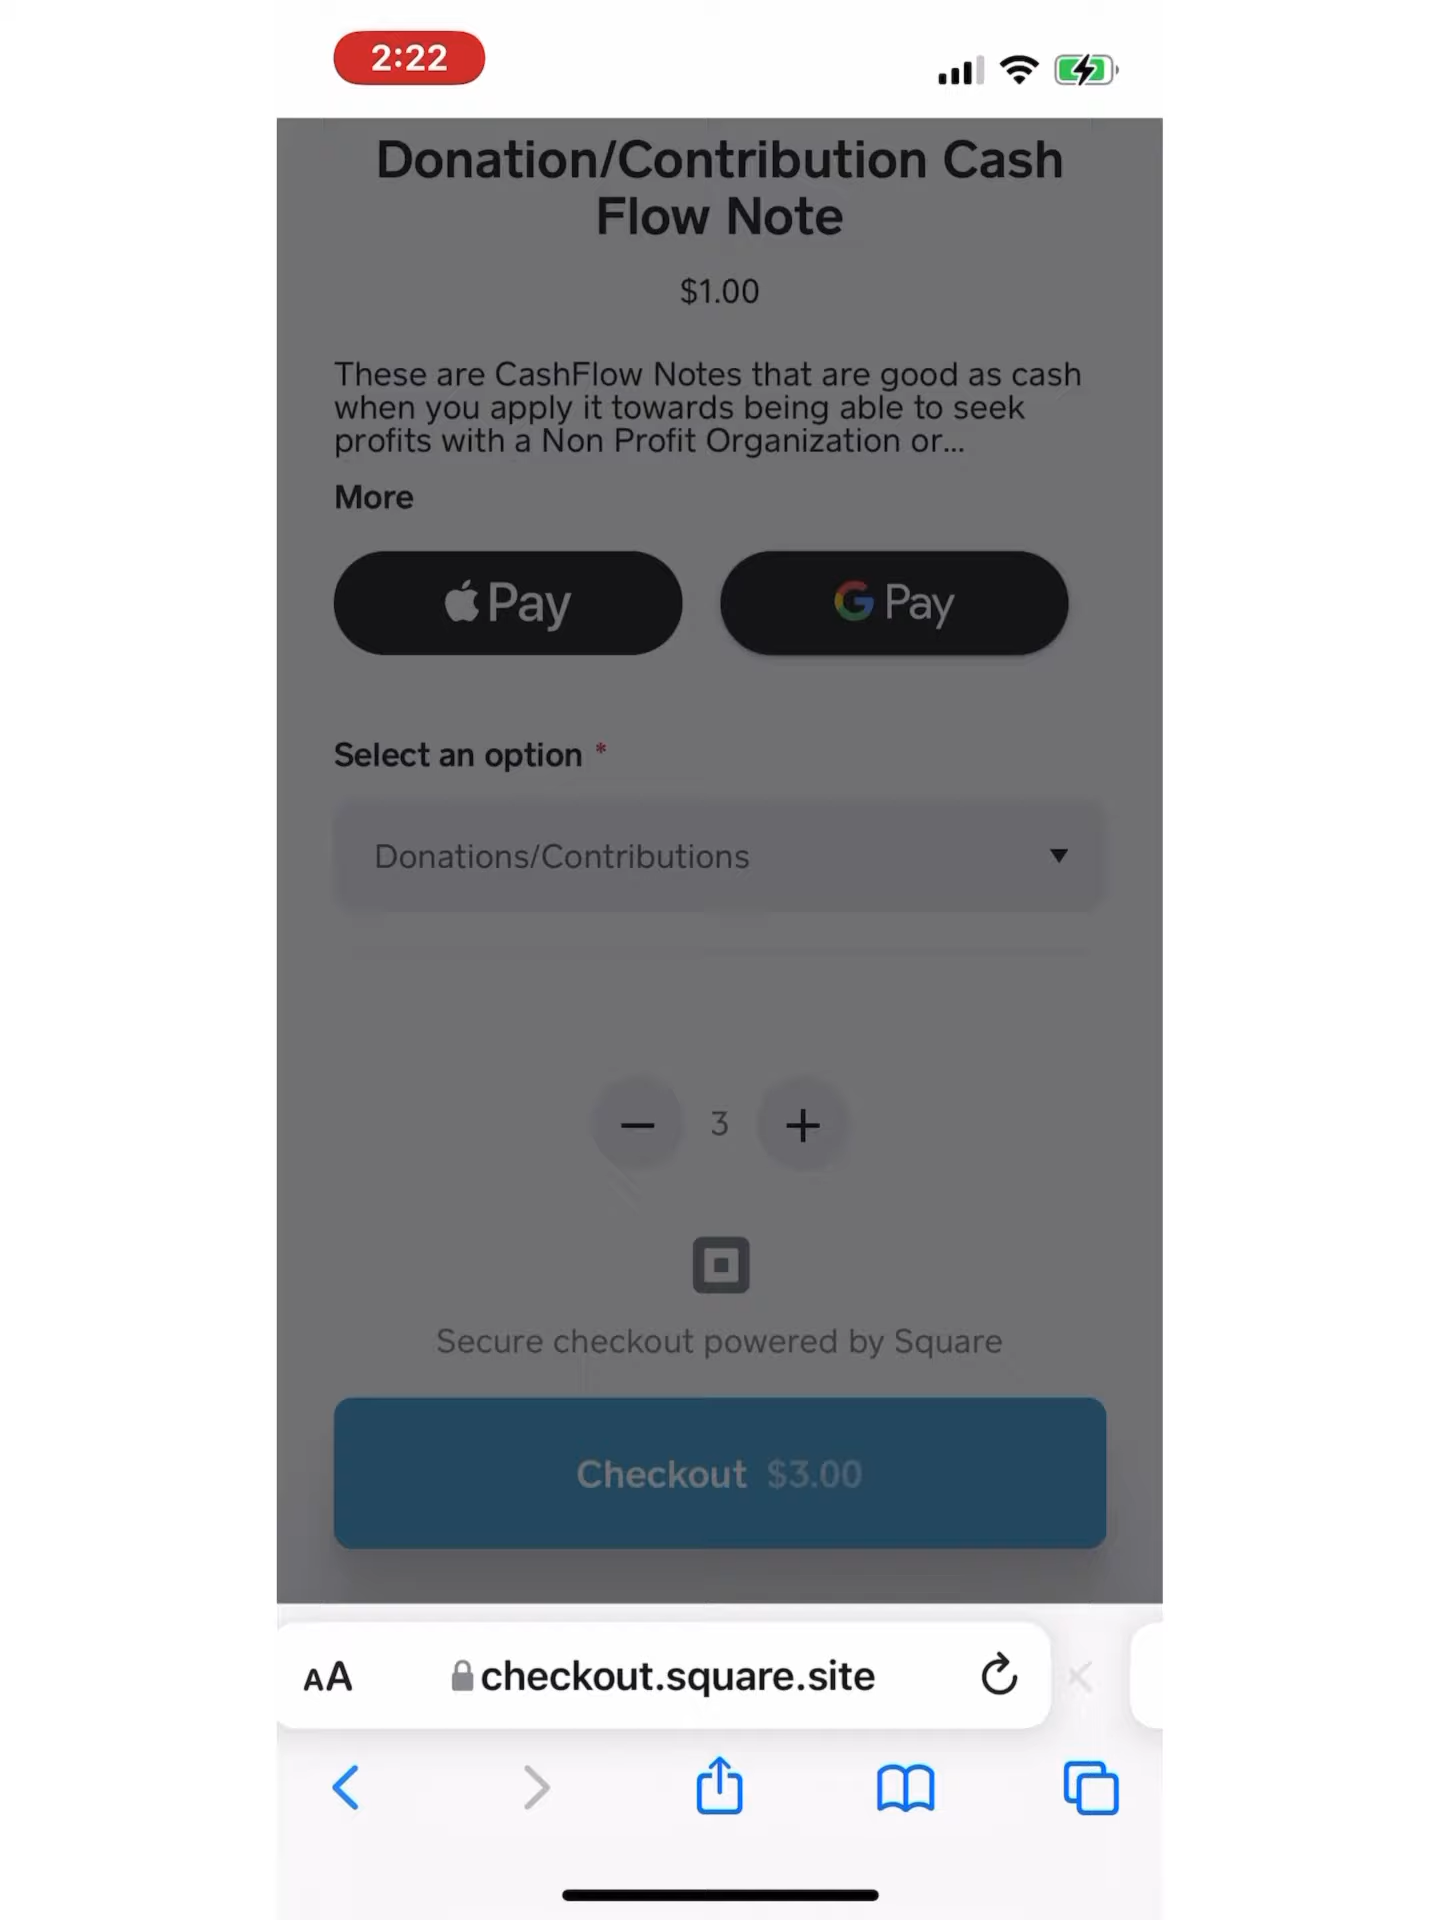 2:22
Donation/Contribution Cash
Flow Note
$1.00
These are CashFlow Notes that are good as cash
when you apply it towards being able to seek
profits with a Non Profit Organization or...
More
Pay
G Pay
Select an option *
Donations/Contributions
3
Secure checkout powered by Square
Checkout $3.00
AA checkout.square.site